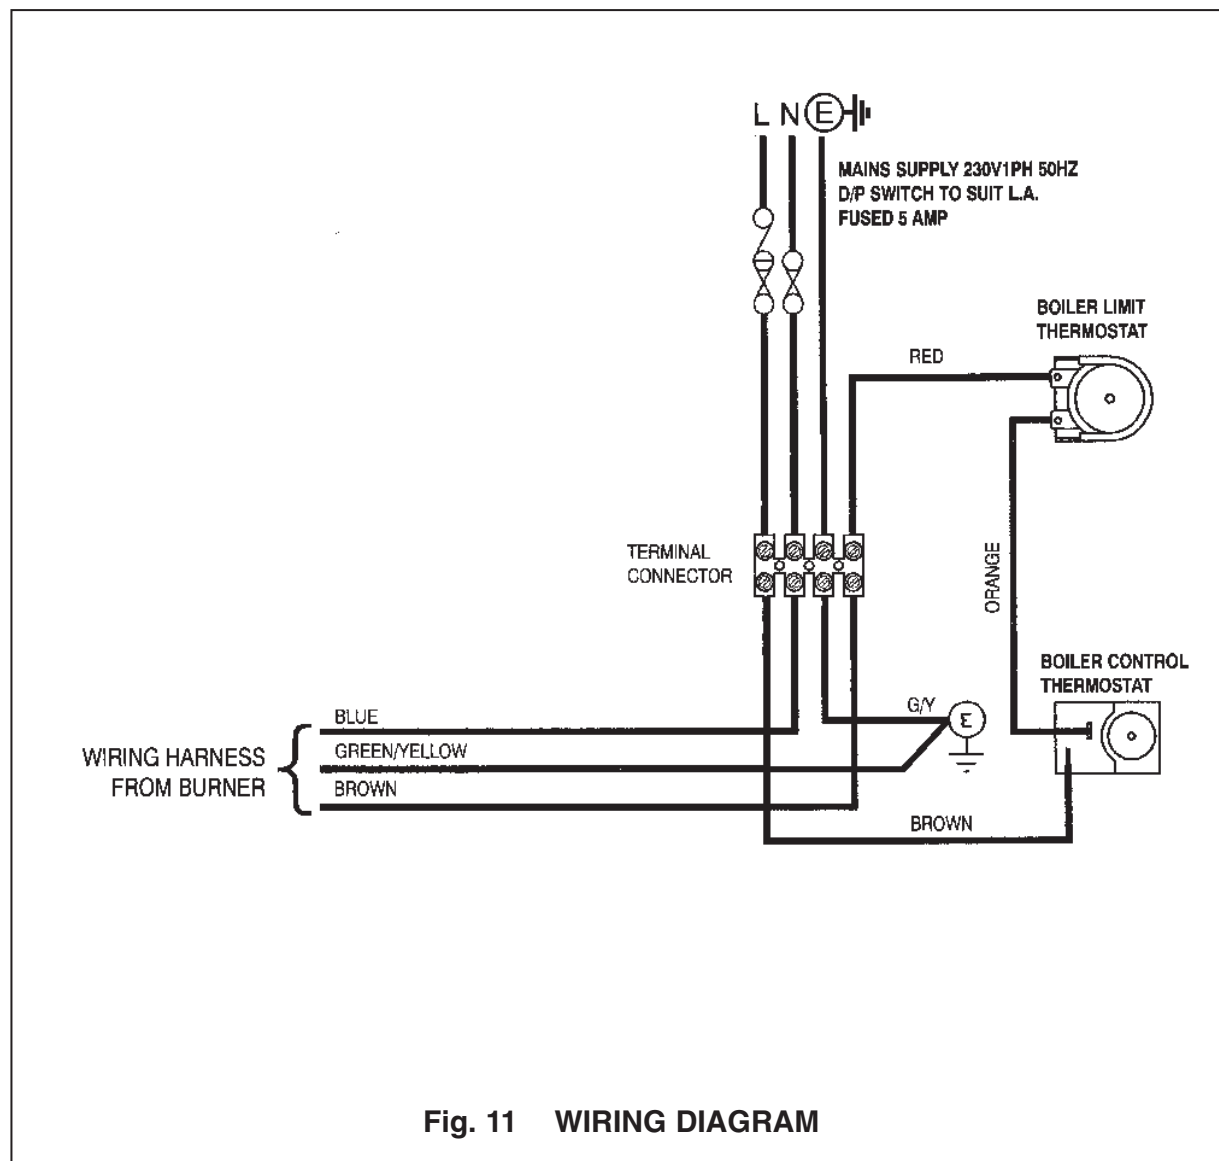 L N E
MAINS SUPPLY 230V1PH 50HZ
D/P SWITCH TO SUIT L.A.
FUSED 5 AMP
BOILER LIMIT
THERMOSTAT
RED
TERMINAL
CONNECTOR
ORANGE
BOILER CONTROL
THERMOSTAT
G/Y
E
BLUE
GREEN/YELLOW
BROWN
WIRING HARNESS
FROM BURNER
BROWN
Fig. 11 WIRING DIAGRAM